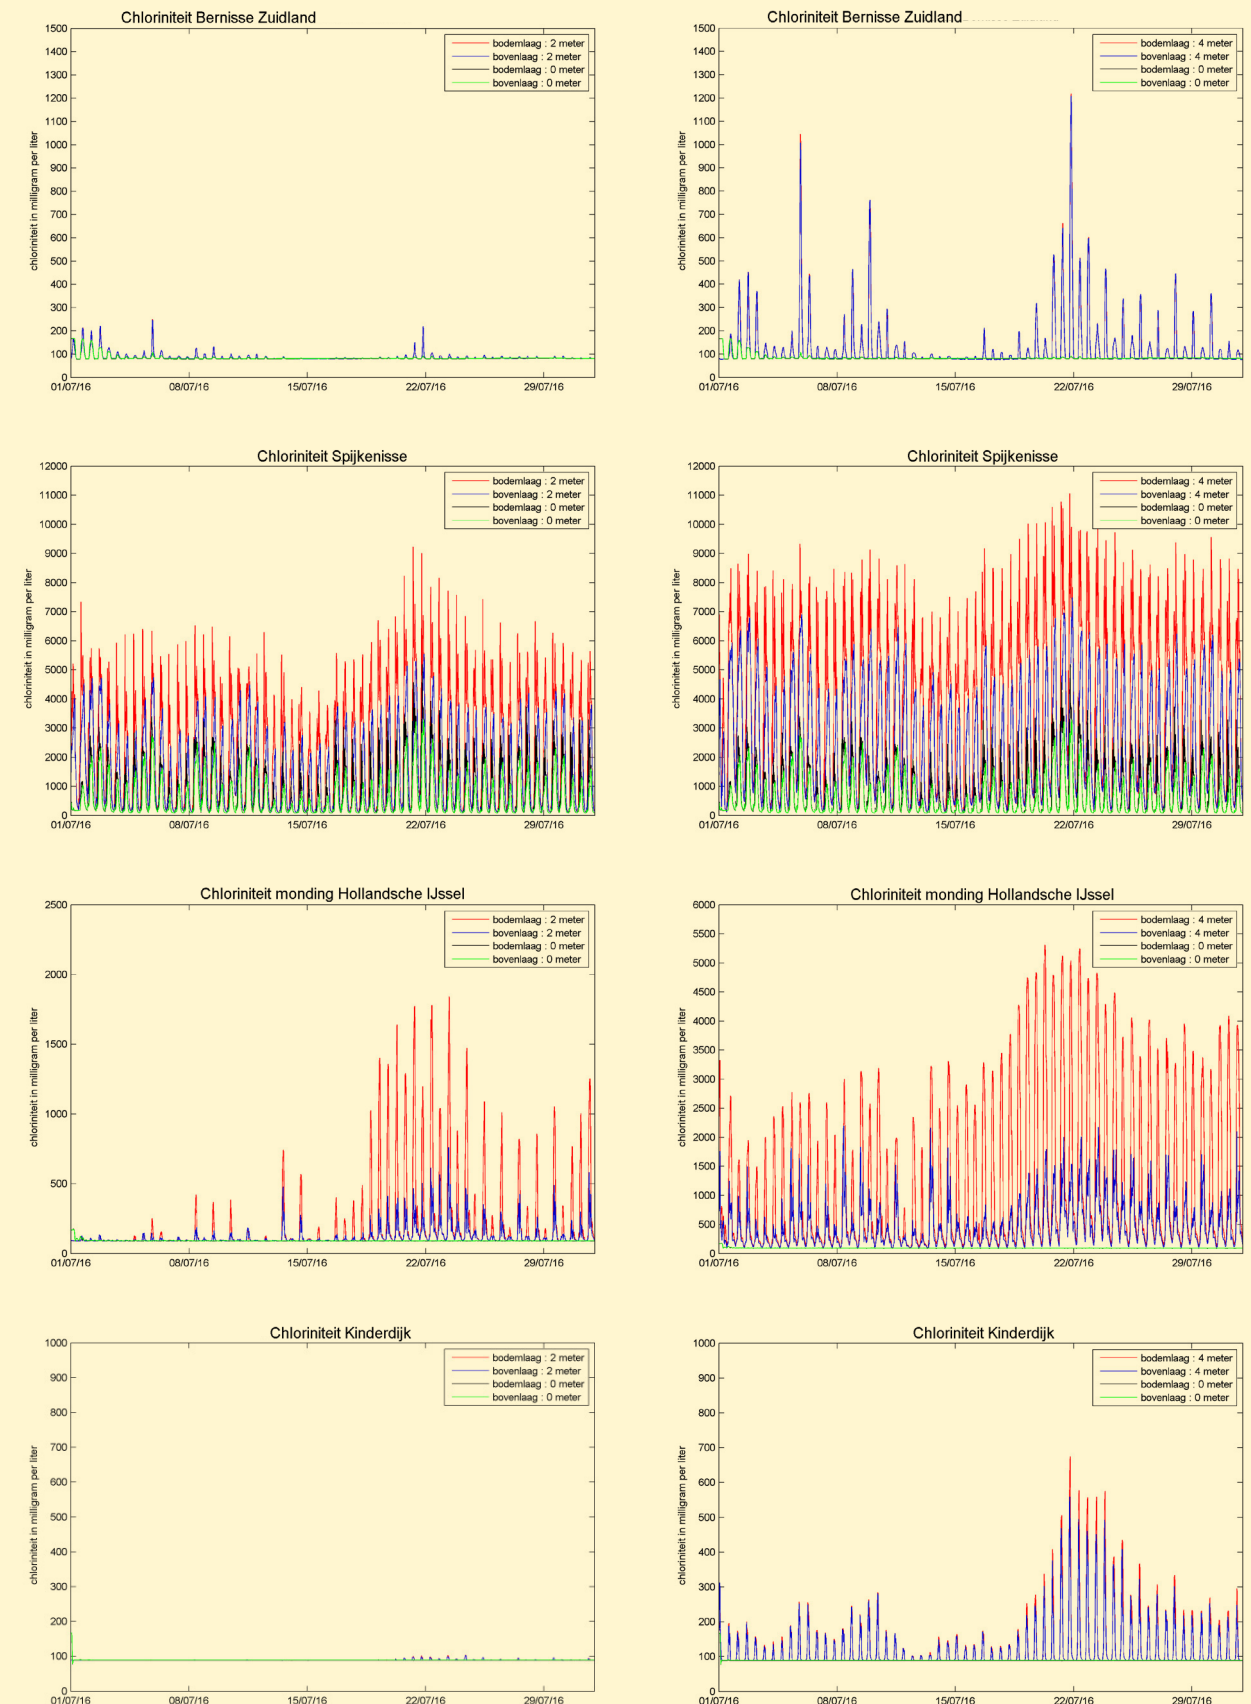 Chloriniteit Bernisse Zuidland
chloriniteit in milligram per liter
1500
1400
1300
1200
1100
1000
900
800
700
600
500
400
300
200
100
0
bodemlaag : 2 meter
bovenlaag : 2 meter
bodemlaag : 0 meter
bovenlaag : 0 meter
01/07/16 08/07/16 15/07/16 22/07/16 29/07/16
Chloriniteit Bernisse Zuidland
chloriniteit in milligram per liter
1500
1400
1300
1200
1100
1000
900
800
700
600
500
400
300
200
100
0
bodemlaag : 4 meter
bovenlaag : 4 meter
bodemlaag : 0 meter
bovenlaag : 0 meter
01/07/16 08/07/16 15/07/16 22/07/16 29/07/16
Chloriniteit Spijkenisse
chloriniteit in milligram per liter
12000
11000
10000
9000
8000
7000
6000
5000
4000
3000
2000
1000
0
bodemlaag : 2 meter
bovenlaag : 2 meter
bodemlaag : 0 meter
bovenlaag : 0 meter
01/07/16 08/07/16 15/07/16 22/07/16 29/07/16
Chloriniteit Spijkenisse
chloriniteit in milligram per liter
12000
11000
10000
9000
8000
7000
6000
5000
4000
3000
2000
1000
0
bodemlaag : 4 meter
bovenlaag : 4 meter
bodemlaag : 0 meter
bovenlaag : 0 meter
01/07/16 08/07/16 15/07/16 22/07/16 29/07/16
Chloriniteit monding Hollandsche IJssel
chloriniteit in milligram per liter
2500
2000
1500
1000
500
0
bodemlaag : 2 meter
bovenlaag : 2 meter
bodemlaag : 0 meter
bovenlaag : 0 meter
01/07/16 08/07/16 15/07/16 22/07/16 29/07/16
Chloriniteit monding Hollandsche IJssel
chloriniteit in milligram per liter
6000
5500
5000
4500
4000
3500
3000
2500
2000
1500
1000
500
0
bodemlaag : 4 meter
bovenlaag : 4 meter
bodemlaag : 0 meter
bovenlaag : 0 meter
01/07/16 08/07/16 15/07/16 22/07/16 29/07/16
Chloriniteit Kinderdijk
chloriniteit in milligram per liter
1000
900
800
700
600
500
400
300
200
100
0
bodemlaag : 2 meter
bovenlaag : 2 meter
bodemlaag : 0 meter
bovenlaag : 0 meter
01/07/16 08/07/16 15/07/16 22/07/16 29/07/16
Chloriniteit Kinderdijk
chloriniteit in milligram per liter
1000
900
800
700
600
500
400
300
200
100
0
bodemlaag : 4 meter
bovenlaag : 4 meter
bodemlaag : 0 meter
bovenlaag : 0 meter
01/07/16 08/07/16 15/07/16 22/07/16 29/07/16